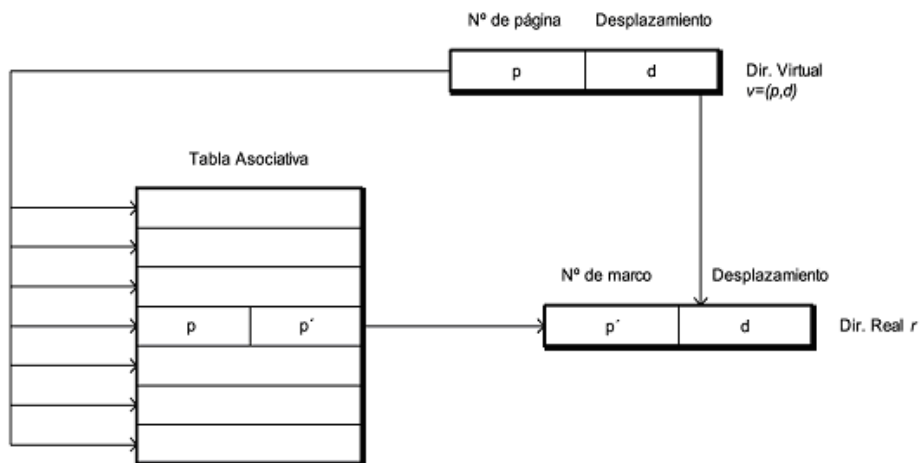 Nº de página Desplazamiento
p d
Dir. Virtual
v=(p,d)
Tabla Asociativa
Nº de marco Desplazamiento
p p´
p´ d
Dir. Real r